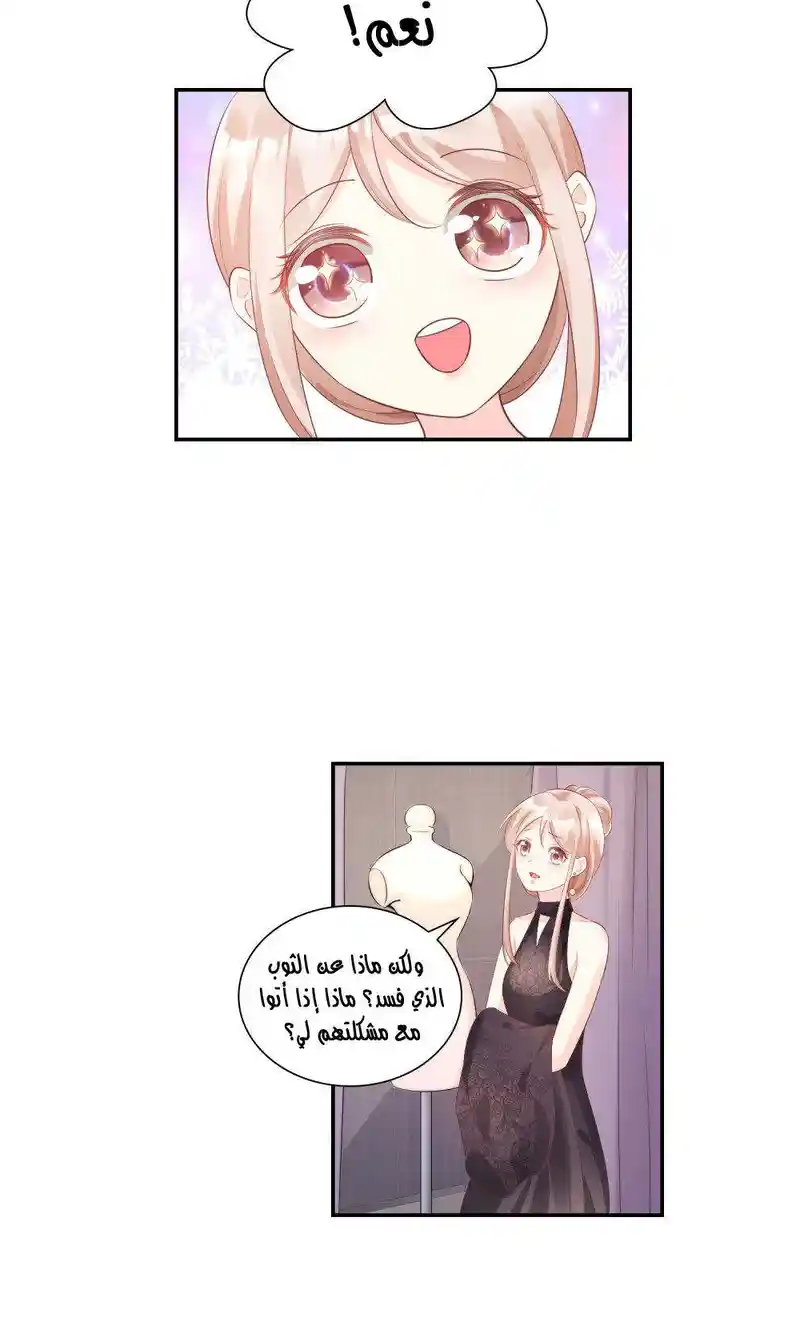 نعم!
ولكن ماذا عن الثوب
الذي فسد؟ ماذا إذا أتوا
مع مشكلتهم لي؟